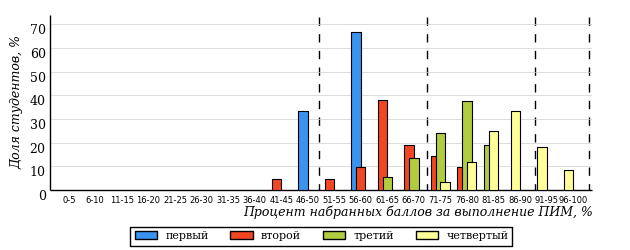 Доля студентов, %
70
60
50
40
30
20
10
0
0-5 6-10 11-15 16-20 21-25 26-30 31-35 36-40 41-45 46-50 51-55 56-60 61-65 66-70 71-75 76-80 81-85 86-90 91-95 96-100
Процент набранных баллов за выполнение ПИМ, %
первый второй третий четвертый